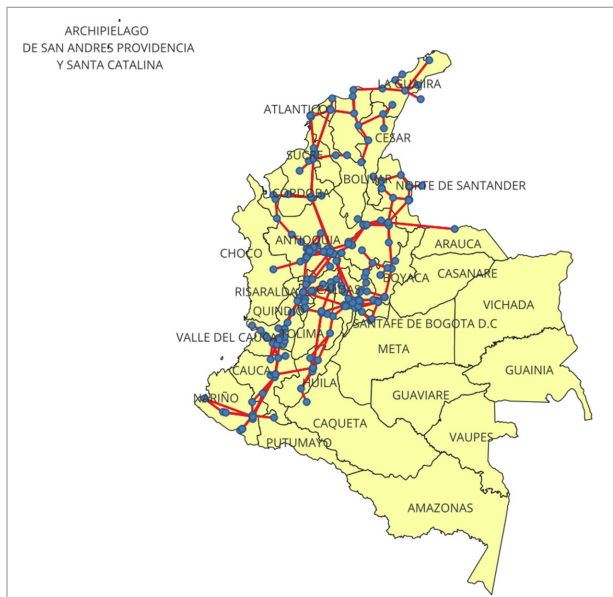 ARCHIPIELAGO
DE SAN ANDRES PROVIDENCIA
Y SANTA CATALINA
LA GUAJIRA
ATLANTICO
CESAR
SUCRE
BOLIVAR
NORTE DE SANTANDER
CORDOBA
ANTIOQUIA
ARAUCA
CHOCO
CASANARE
BOYACA
RISARALDA
CALDAS
VICHADA
QUINDIO
SANTAFE DE BOGOTA D.C
VALLE DEL CAUCA
TOLIMA
META
CAUCA
GUAINIA
HUILA
NARIÑO
GUAVIARE
CAQUETA
VAUPES
PUTUMAYO
AMAZONAS